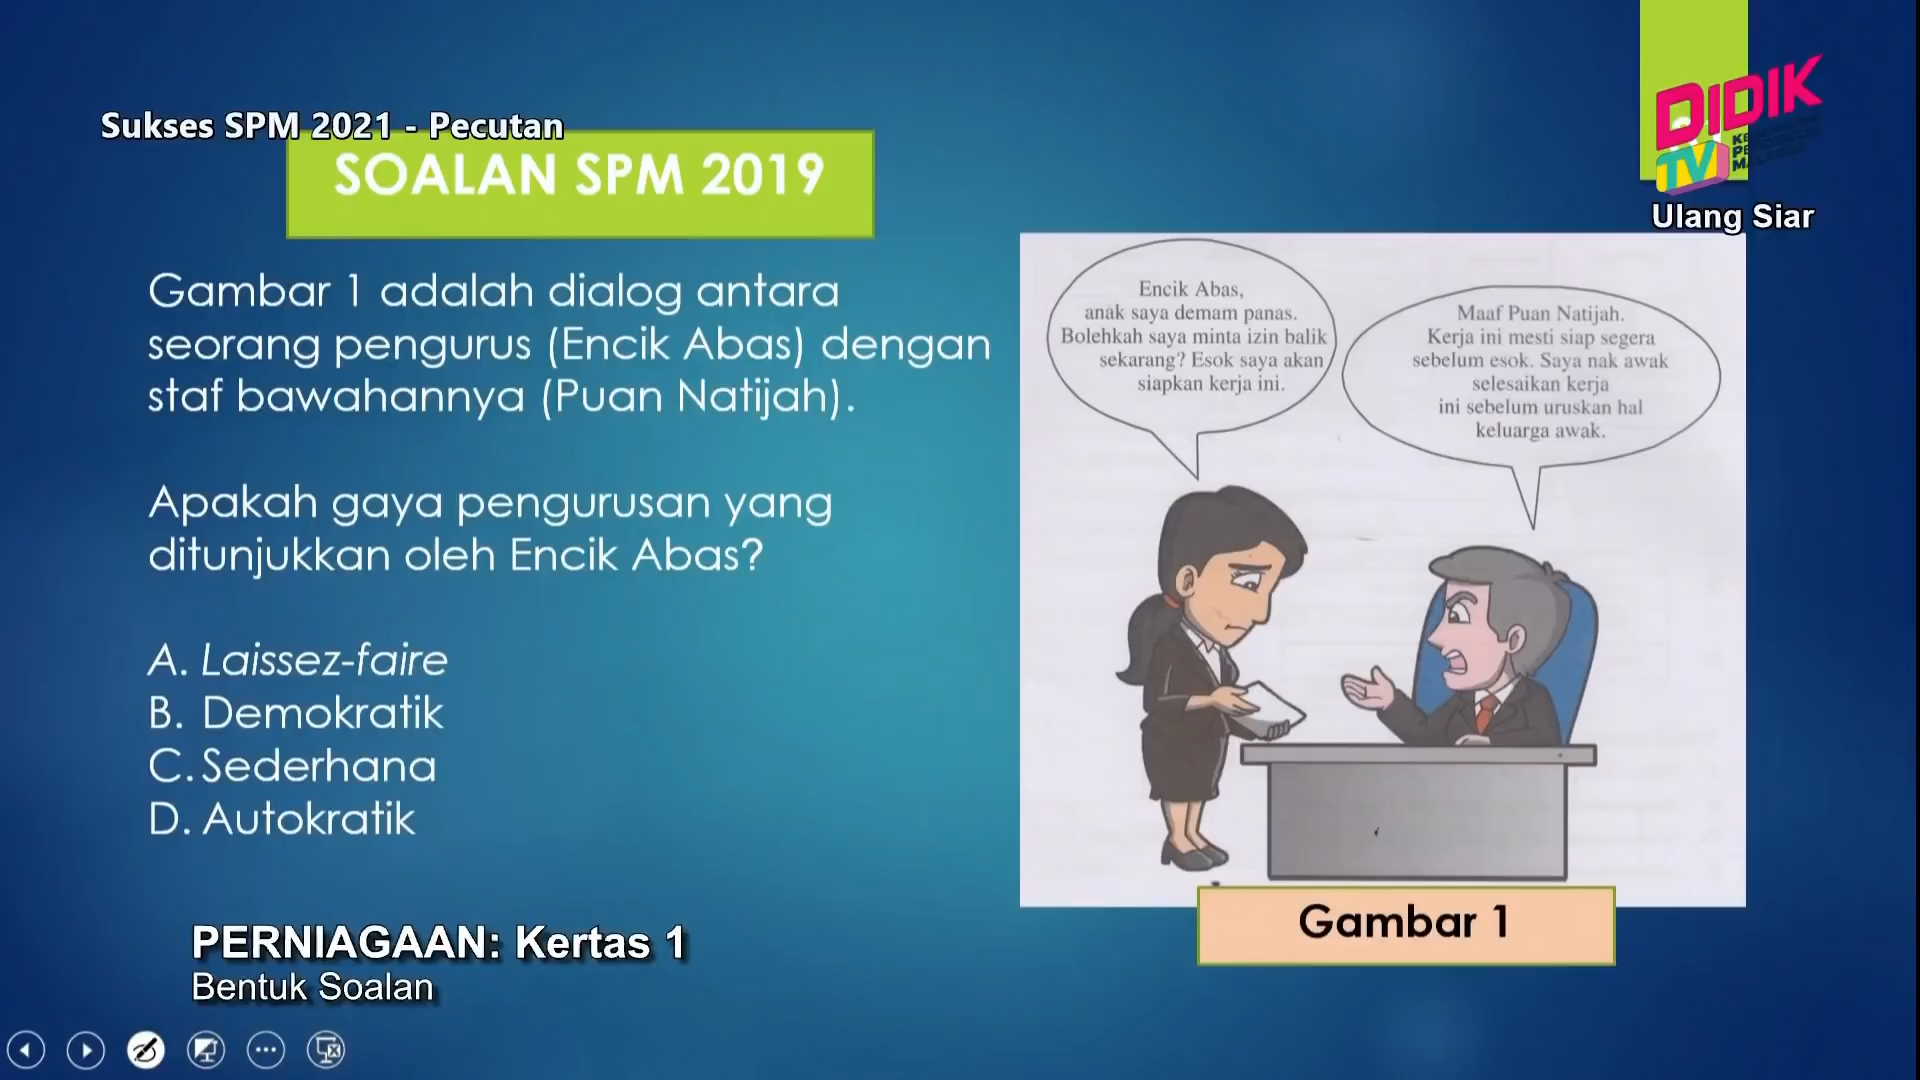 Sukses SPM 2021 - Pecutan
SOALAN SPM 2019
DIDIK
TV
Ulang Siar
Gambar 1 adalah dialog antara
seorang pengurus (Encik Abas) dengan
staf bawahannya (Puan Natijah).
Apakah gaya pengurusan yang
ditunjukkan oleh Encik Abas?
A. Laissez-faire
B. Demokratik
C. Sederhana
D. Autokratik
Encik Abas,
anak saya demam panas.
Bolehkah saya minta izin balik
sekarang? Esok saya akan
siapkan kerja ini.
Maaf Puan Natijah.
Kerja ini mesti siap segera
sebelum esok. Saya nak awak
selesaikan kerja
ini sebelum uruskan hal
keluarga awak.
Gambar 1
PERNIAGAAN: Kertas 1
Bentuk Soalan